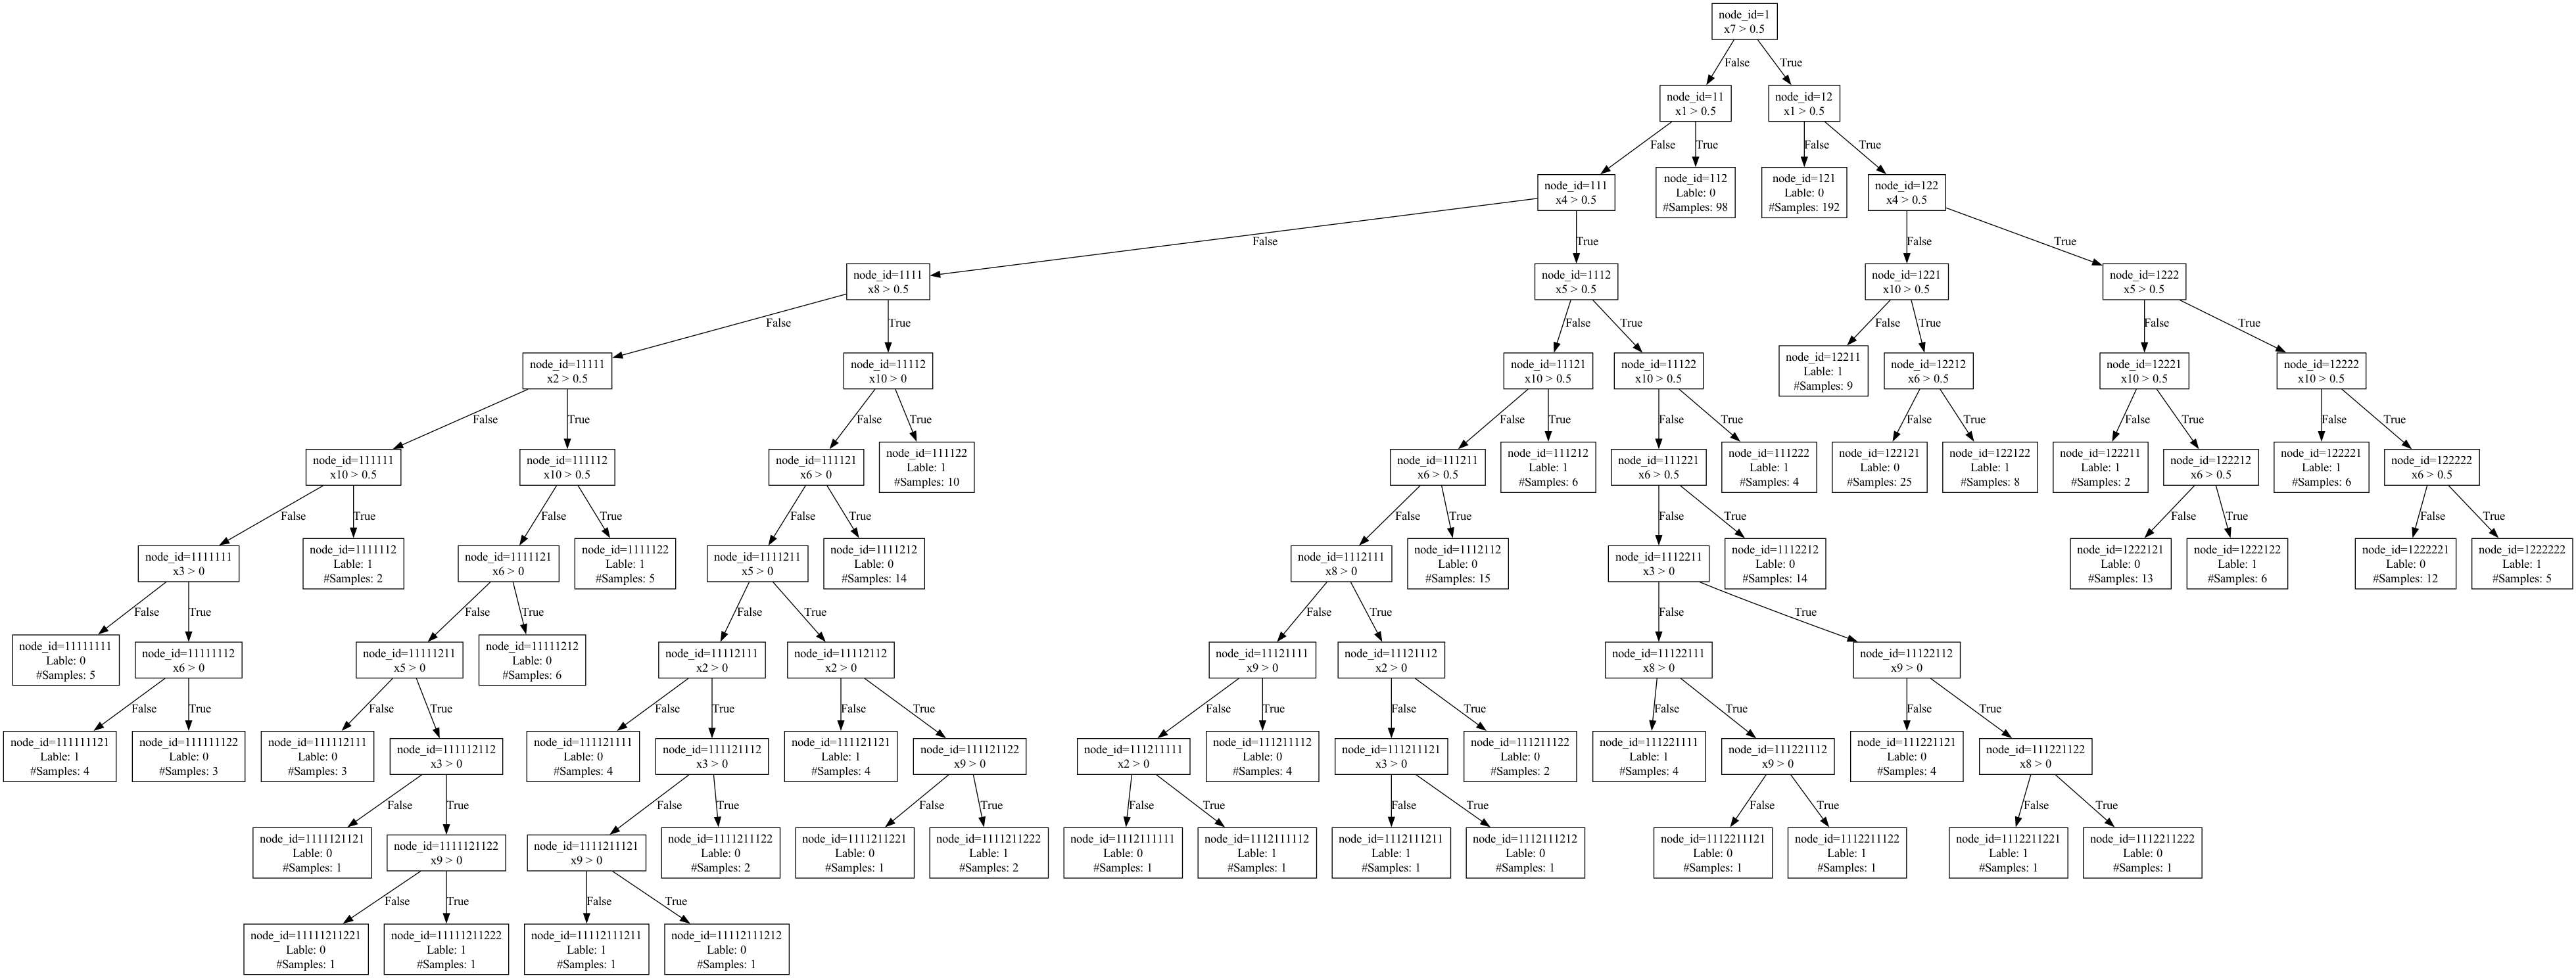 node_id=1
x7 > 0.5
False
True
node_id=11
x1 > 0.5
node_id=12
x1 > 0.5
False
True
False
True
node_id=111
x4 > 0.5
node_id=112
Lable: 0
#Samples: 98
node_id=121
Lable: 0
#Samples: 192
node_id=122
x4 > 0.5
False
True
False
True
node_id=1111
x8 > 0.5
node_id=1112
x5 > 0.5
node_id=1221
x10 > 0.5
node_id=1222
x5 > 0.5
False
True
False
True
False
True
False
True
node_id=11111
x2 > 0.5
node_id=11112
x10 > 0
node_id=11121
x10 > 0.5
node_id=11122
x10 > 0.5
node_id=12211
Lable: 1
#Samples: 9
node_id=12212
x6 > 0.5
node_id=12221
x10 > 0.5
node_id=12222
x10 > 0.5
False
True
False
True
False
True
False
True
False
True
False
True
False
True
node_id=111111
x10 > 0.5
node_id=111112
x10 > 0.5
node_id=111121
x6 > 0
node_id=111122
Lable: 1
#Samples: 10
node_id=111211
x6 > 0.5
node_id=111212
Lable: 1
#Samples: 6
node_id=111221
x6 > 0.5
node_id=111222
Lable: 1
#Samples: 4
node_id=122121
Lable: 0
#Samples: 25
node_id=122122
Lable: 1
#Samples: 8
node_id=122211
Lable: 1
#Samples: 2
node_id=122212
x6 > 0.5
node_id=122221
Lable: 1
#Samples: 6
node_id=122222
x6 > 0.5
False
True
False
True
False
True
False
True
False
True
False
True
False
True
node_id=1111111
x3 > 0
node_id=1111112
Lable: 1
#Samples: 2
node_id=1111121
x6 > 0
node_id=1111122
Lable: 1
#Samples: 5
node_id=1111211
x5 > 0
node_id=1111212
Lable: 0
#Samples: 14
node_id=1112111
x8 > 0
node_id=1112112
Lable: 0
#Samples: 15
node_id=1112211
x3 > 0
node_id=1112212
Lable: 0
#Samples: 14
node_id=1222121
Lable: 0
#Samples: 13
node_id=1222122
Lable: 1
#Samples: 6
node_id=1222221
Lable: 0
#Samples: 12
node_id=1222222
Lable: 1
#Samples: 5
False
True
False
True
False
True
False
True
False
True
node_id=11111111
Lable: 0
#Samples: 5
node_id=11111112
x6 > 0
node_id=11111211
x5 > 0
node_id=11111212
Lable: 0
#Samples: 6
node_id=11112111
x2 > 0
node_id=11112112
x2 > 0
node_id=11121111
x9 > 0
node_id=11121112
x2 > 0
node_id=11122111
x8 > 0
node_id=11122112
x9 > 0
False
True
False
True
False
True
False
True
False
True
False
True
False
True
False
True
node_id=111111121
Lable: 1
#Samples: 4
node_id=111111122
Lable: 0
#Samples: 3
node_id=111112111
Lable: 0
#Samples: 3
node_id=111112112
x3 > 0
node_id=111121111
Lable: 0
#Samples: 4
node_id=111121112
x3 > 0
node_id=111121121
Lable: 1
#Samples: 4
node_id=111121122
x9 > 0
node_id=111211111
x2 > 0
node_id=111211112
Lable: 0
#Samples: 4
node_id=111211121
x3 > 0
node_id=111211122
Lable: 0
#Samples: 2
node_id=111221111
Lable: 1
#Samples: 4
node_id=111221112
x9 > 0
node_id=111221121
Lable: 0
#Samples: 4
node_id=111221122
x8 > 0
False
True
False
True
False
True
False
True
False
True
False
True
False
True
node_id=1111121121
Lable: 0
#Samples: 1
node_id=1111121122
x9 > 0
node_id=1111211121
x9 > 0
node_id=1111211122
Lable: 0
#Samples: 2
node_id=1111211221
Lable: 0
#Samples: 1
node_id=1111211222
Lable: 1
#Samples: 2
node_id=1112111111
Lable: 0
#Samples: 1
node_id=1112111112
Lable: 1
#Samples: 1
node_id=1112111211
Lable: 1
#Samples: 1
node_id=1112111212
Lable: 0
#Samples: 1
node_id=1112211121
Lable: 0
#Samples: 1
node_id=1112211122
Lable: 1
#Samples: 1
node_id=1112211221
Lable: 1
#Samples: 1
node_id=1112211222
Lable: 0
#Samples: 1
False
True
False
True
node_id=11111211221
Lable: 0
#Samples: 1
node_id=11111211222
Lable: 1
#Samples: 1
node_id=11112111211
Lable: 1
#Samples: 1
node_id=11112111212
Lable: 0
#Samples: 1